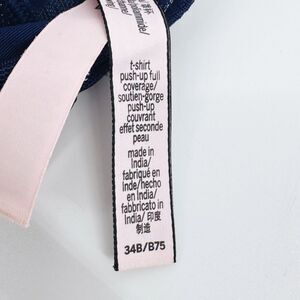 t-shirt
push-up full
coverage/
soutien-gorge
push-up
couvrant
effet seconde
peau
made in
India/
fabriqué en
Inde/hecho
en India/
fabbricato in
India/ 印度
制造
34B/B75